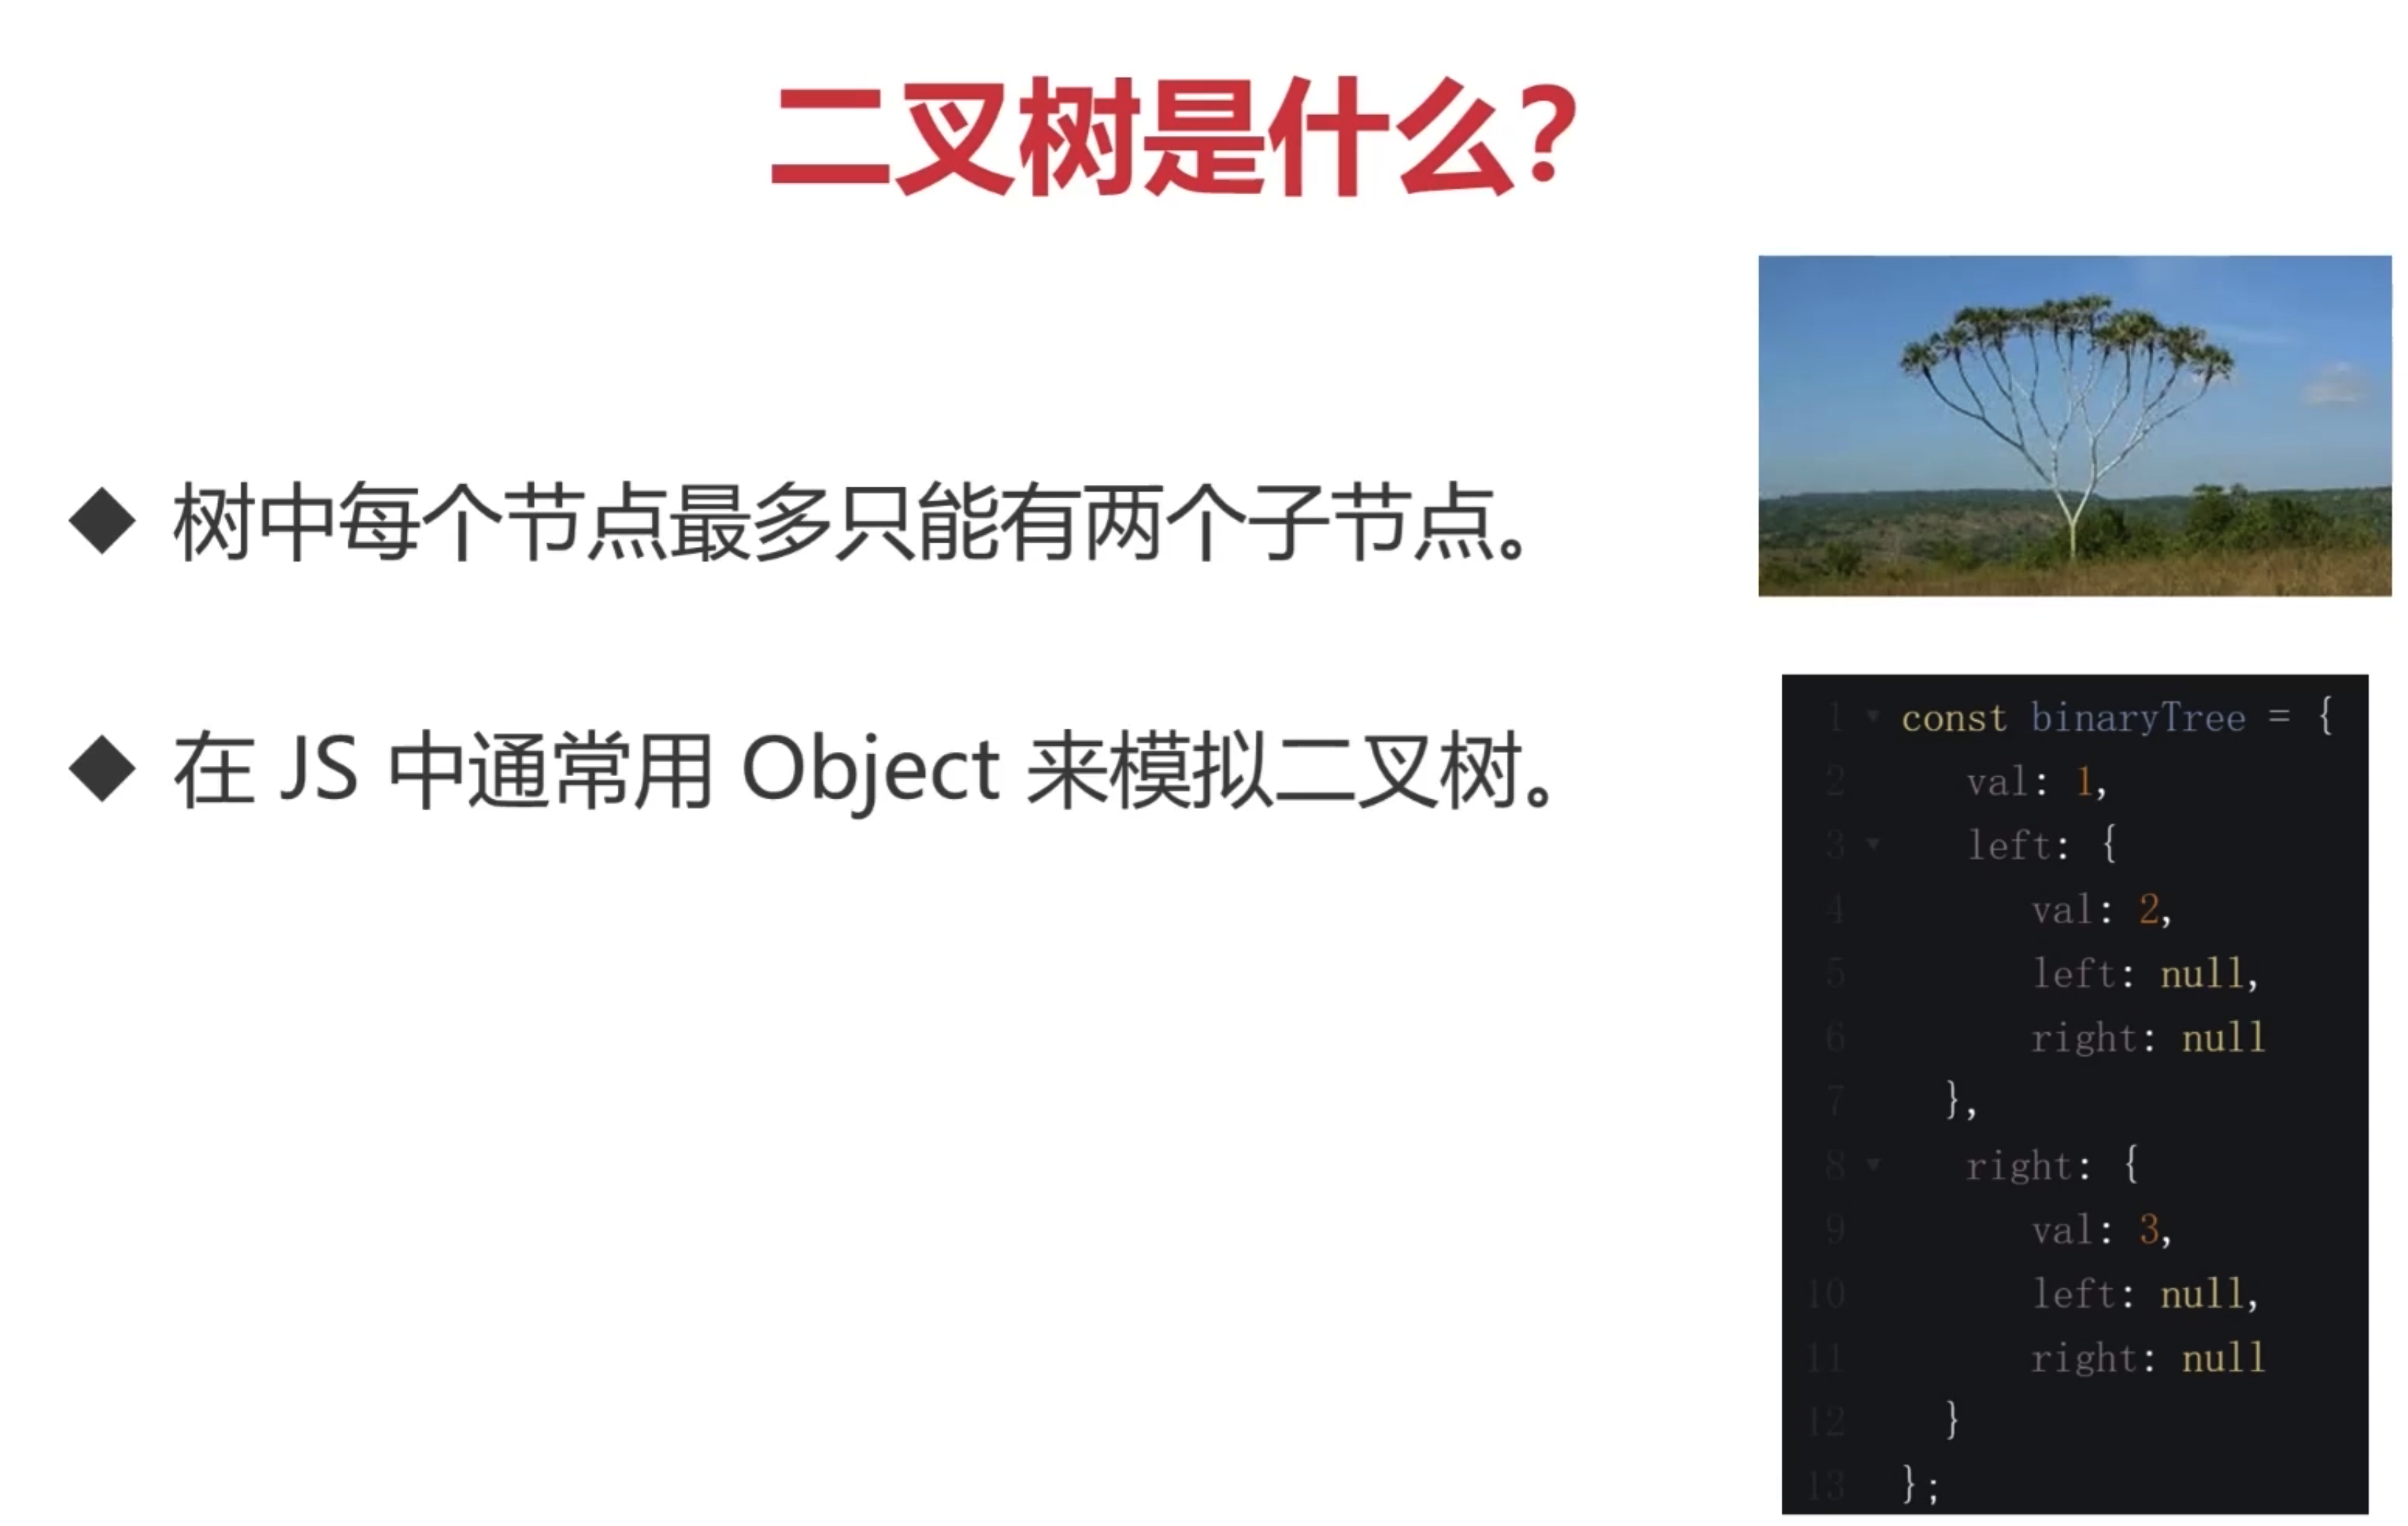 二叉树是什么？
◆ 树中每个节点最多只能有两个子节点。
◆ 在 JS 中通常用 Object 来模拟二叉树。
1 ▾ const binaryTree = {
2 val: 1,
3 ▾ left: {
4 val: 2,
5 left: null,
6 right: null
7 },
8 ▾ right: {
9 val: 3,
10 left: null,
11 right: null
12 }
13 };